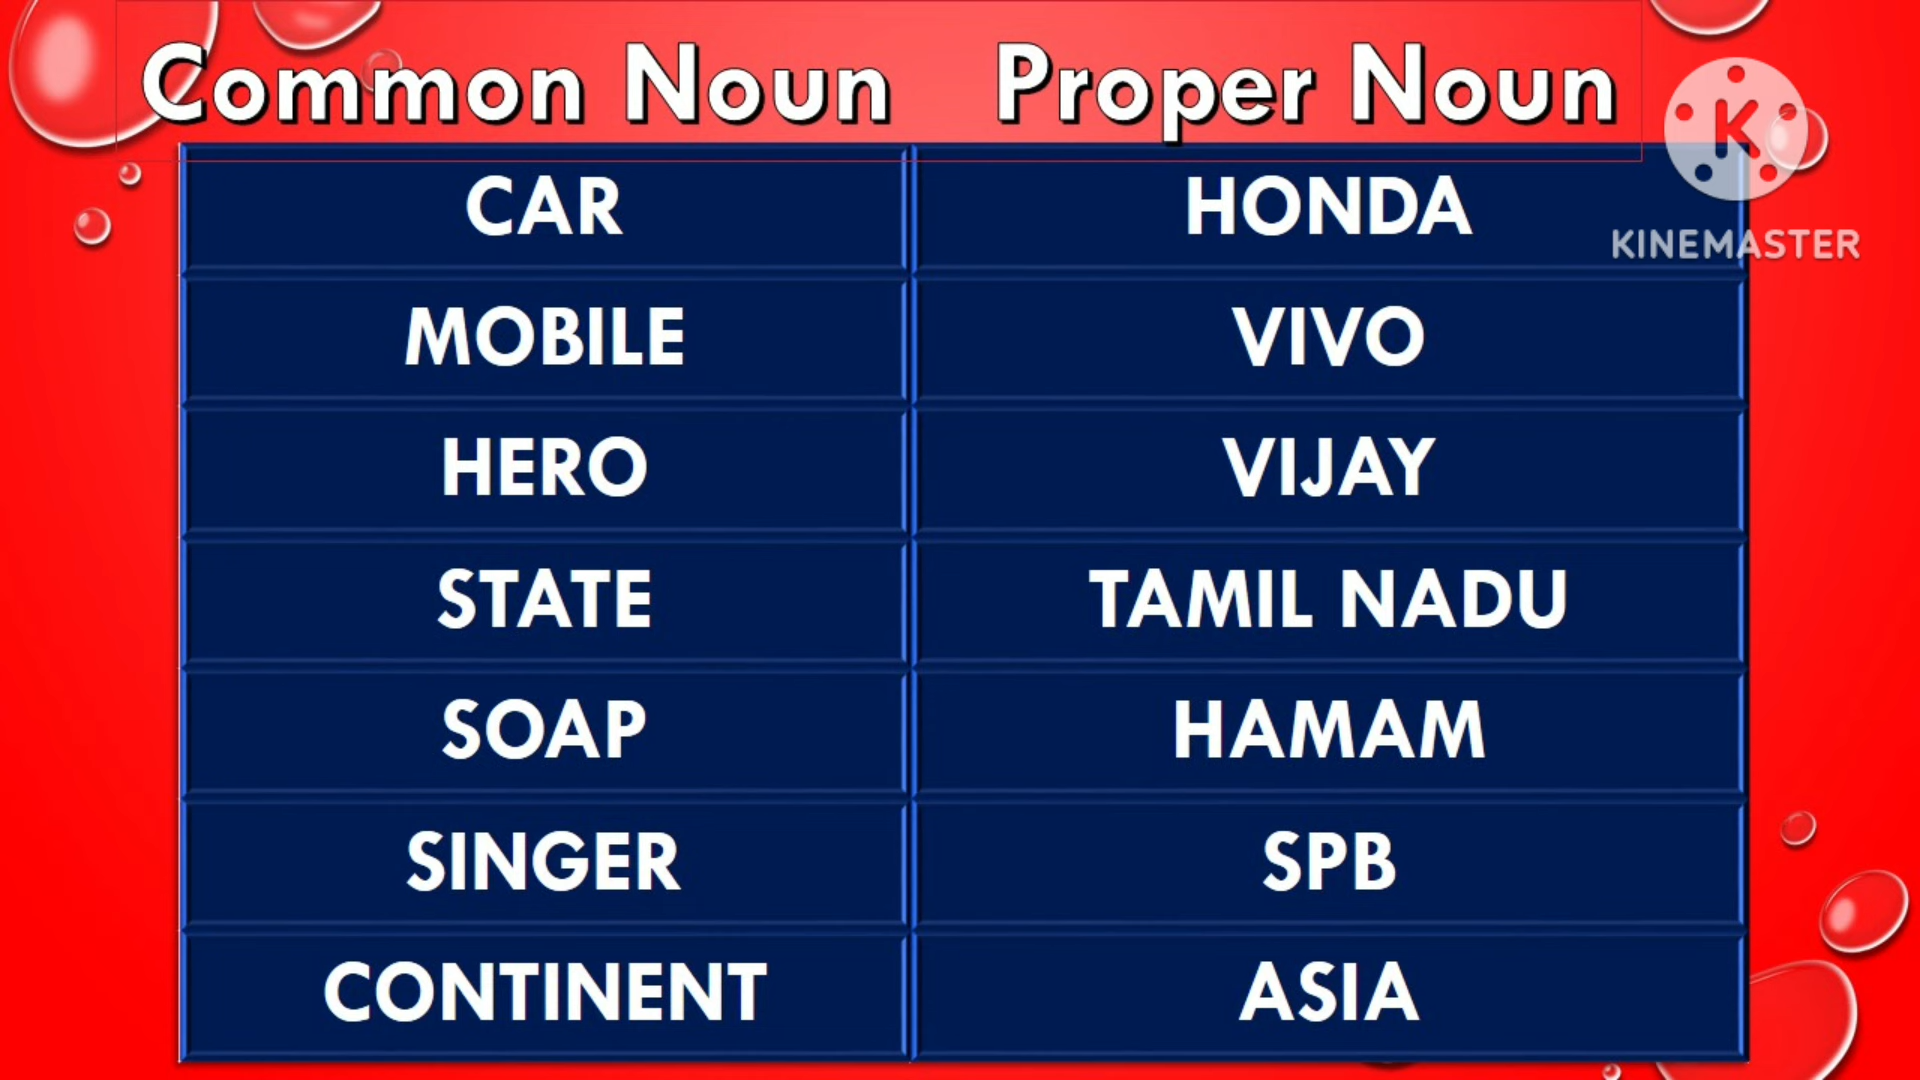 Common Noun Proper Noun
CAR HONDA
MOBILE VIVO
HERO VIJAY
STATE TAMIL NADU
SOAP HAMAM
SINGER SPB
CONTINENT ASIA
K
KINEMASTER